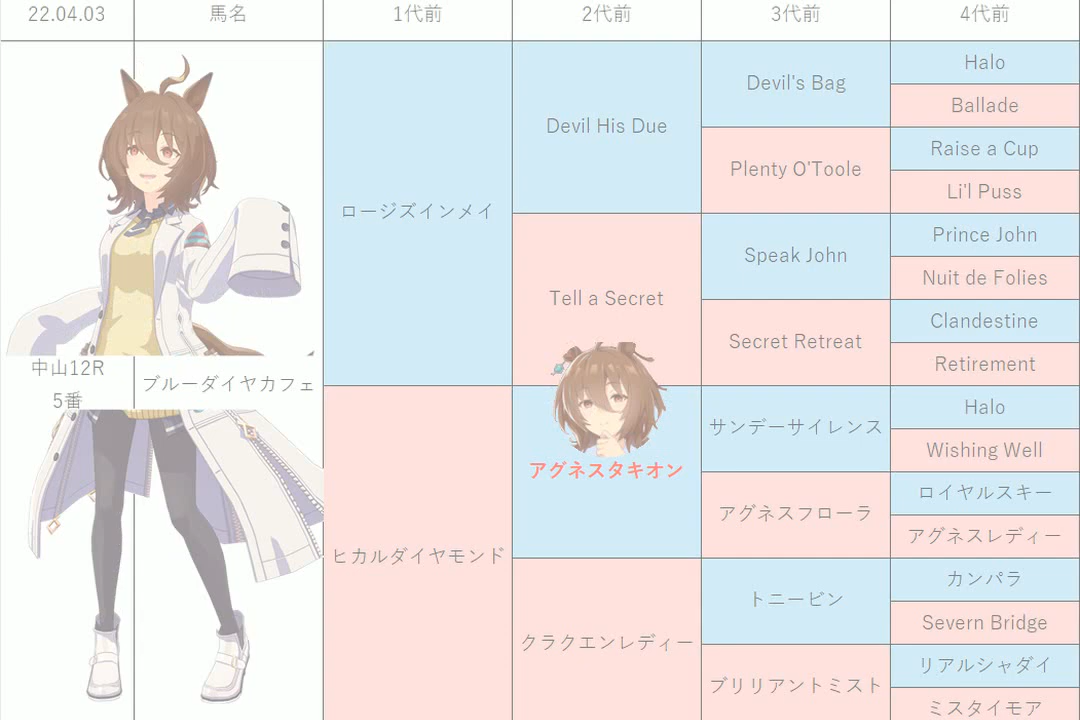 22.04.03
馬名
1代前
2代前
3代前
4代前
中山12R
5番
ブルーダイヤカフェ
ロージズインメイ
ヒカルダイヤモンド
Devil His Due
Tell a Secret
アグネスタキオン
クラクエンレディー
Devil's Bag
Plenty O'Toole
Speak John
Secret Retreat
サンデーサイレンス
アグネスフローラ
トニービン
ブリリアントミスト
Halo
Ballade
Raise a Cup
Li'l Puss
Prince John
Nuit de Folies
Clandestine
Retirement
Halo
Wishing Well
ロイヤルスキー
アグネスレディー
カンパラ
Severn Bridge
リアルシャダイ
ミスタイモア